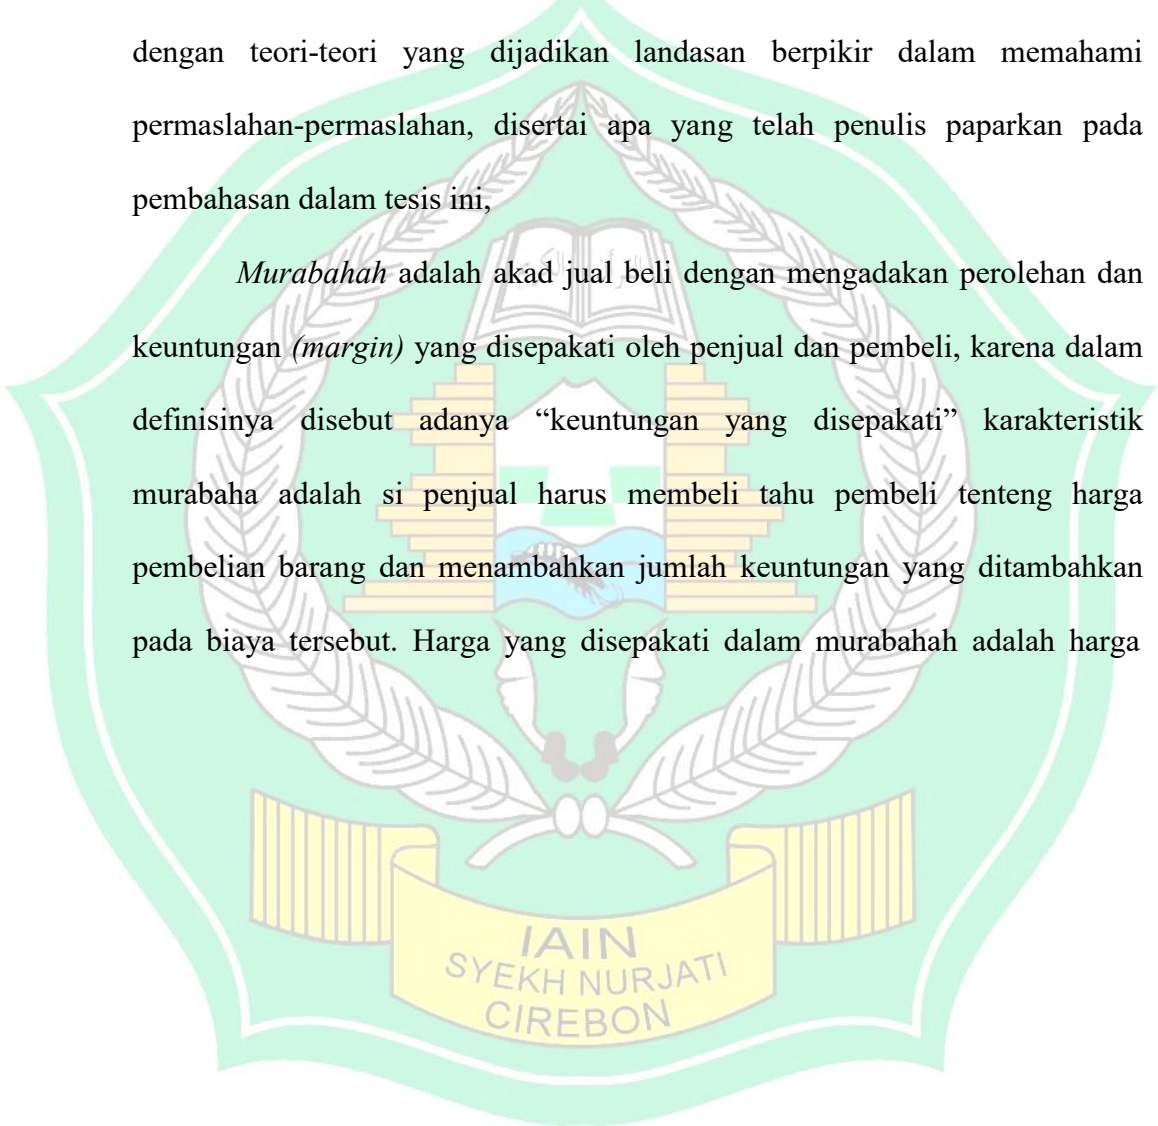 dengan teori-teori yang dijadikan landasan berpikir dalam memahami
permaslahan-permaslahan, disertai apa yang telah penulis paparkan pada
pembahasan dalam tesis ini,
Murabahah adalah akad jual beli dengan mengadakan perolehan dan
keuntungan (margin) yang disepakati oleh penjual dan pembeli, karena dalam
definisinya disebut adanya “keuntungan yang disepakati” karakteristik
murabaha adalah si penjual harus membeli tahu pembeli tenteng harga
pembelian barang dan menambahkan jumlah keuntungan yang ditambahkan
pada biaya tersebut. Harga yang disepakati dalam murabahah adalah harga
IAIN
SYEKH NURJATI
CIREBON